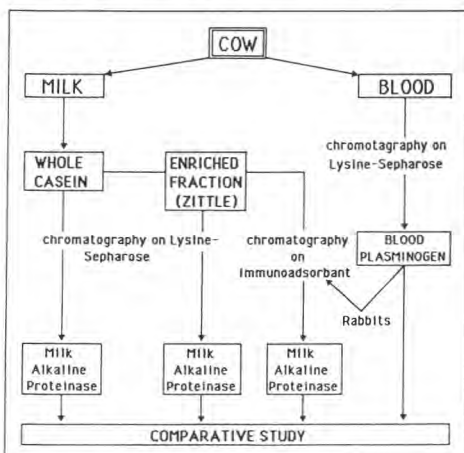 COW
MILK
BLOOD
chromotagraphy on
Lysine-Sepharose
WHOLE
CASEIN
ENRICHED
FRACTION
(ZITTLE)
chromatography on Lysine-
Sepharose
chromatography
on
Immunoadsorbant
BLOOD
PLASMINOGEN
Rabbits
Milk
Alkaline
Proteinase
Milk
Alkaline
Proteinase
Milk
Alkaline
Proteinase
COMPARATIVE STUDY